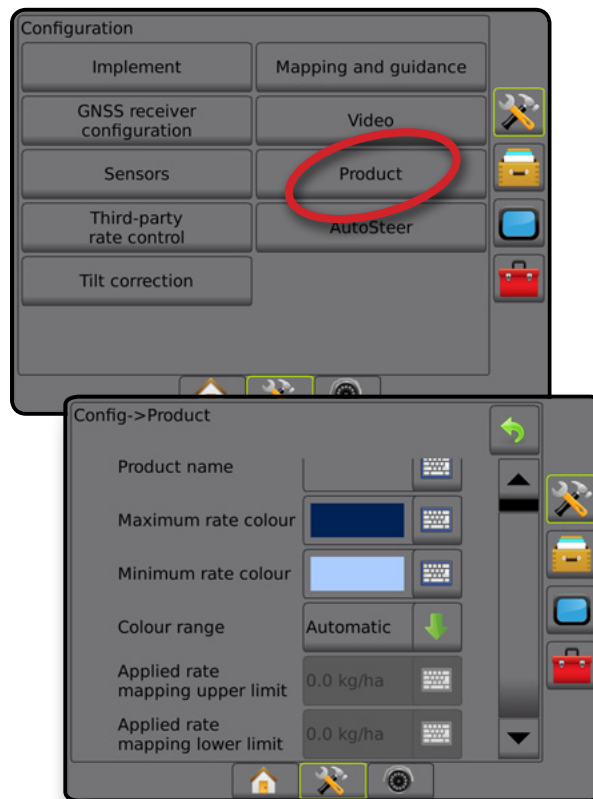 Configuration
Implement
Mapping and guidance
GNSS receiver
configuration
Video
Sensors
Product
Third-party
rate control
AutoSteer
Tilt correction
Config->Product
Product name
Maximum rate colour
Minimum rate colour
Colour range
Automatic
Applied rate
mapping upper limit
0.0 kg/ha
Applied rate
mapping lower limit
0.0 kg/ha